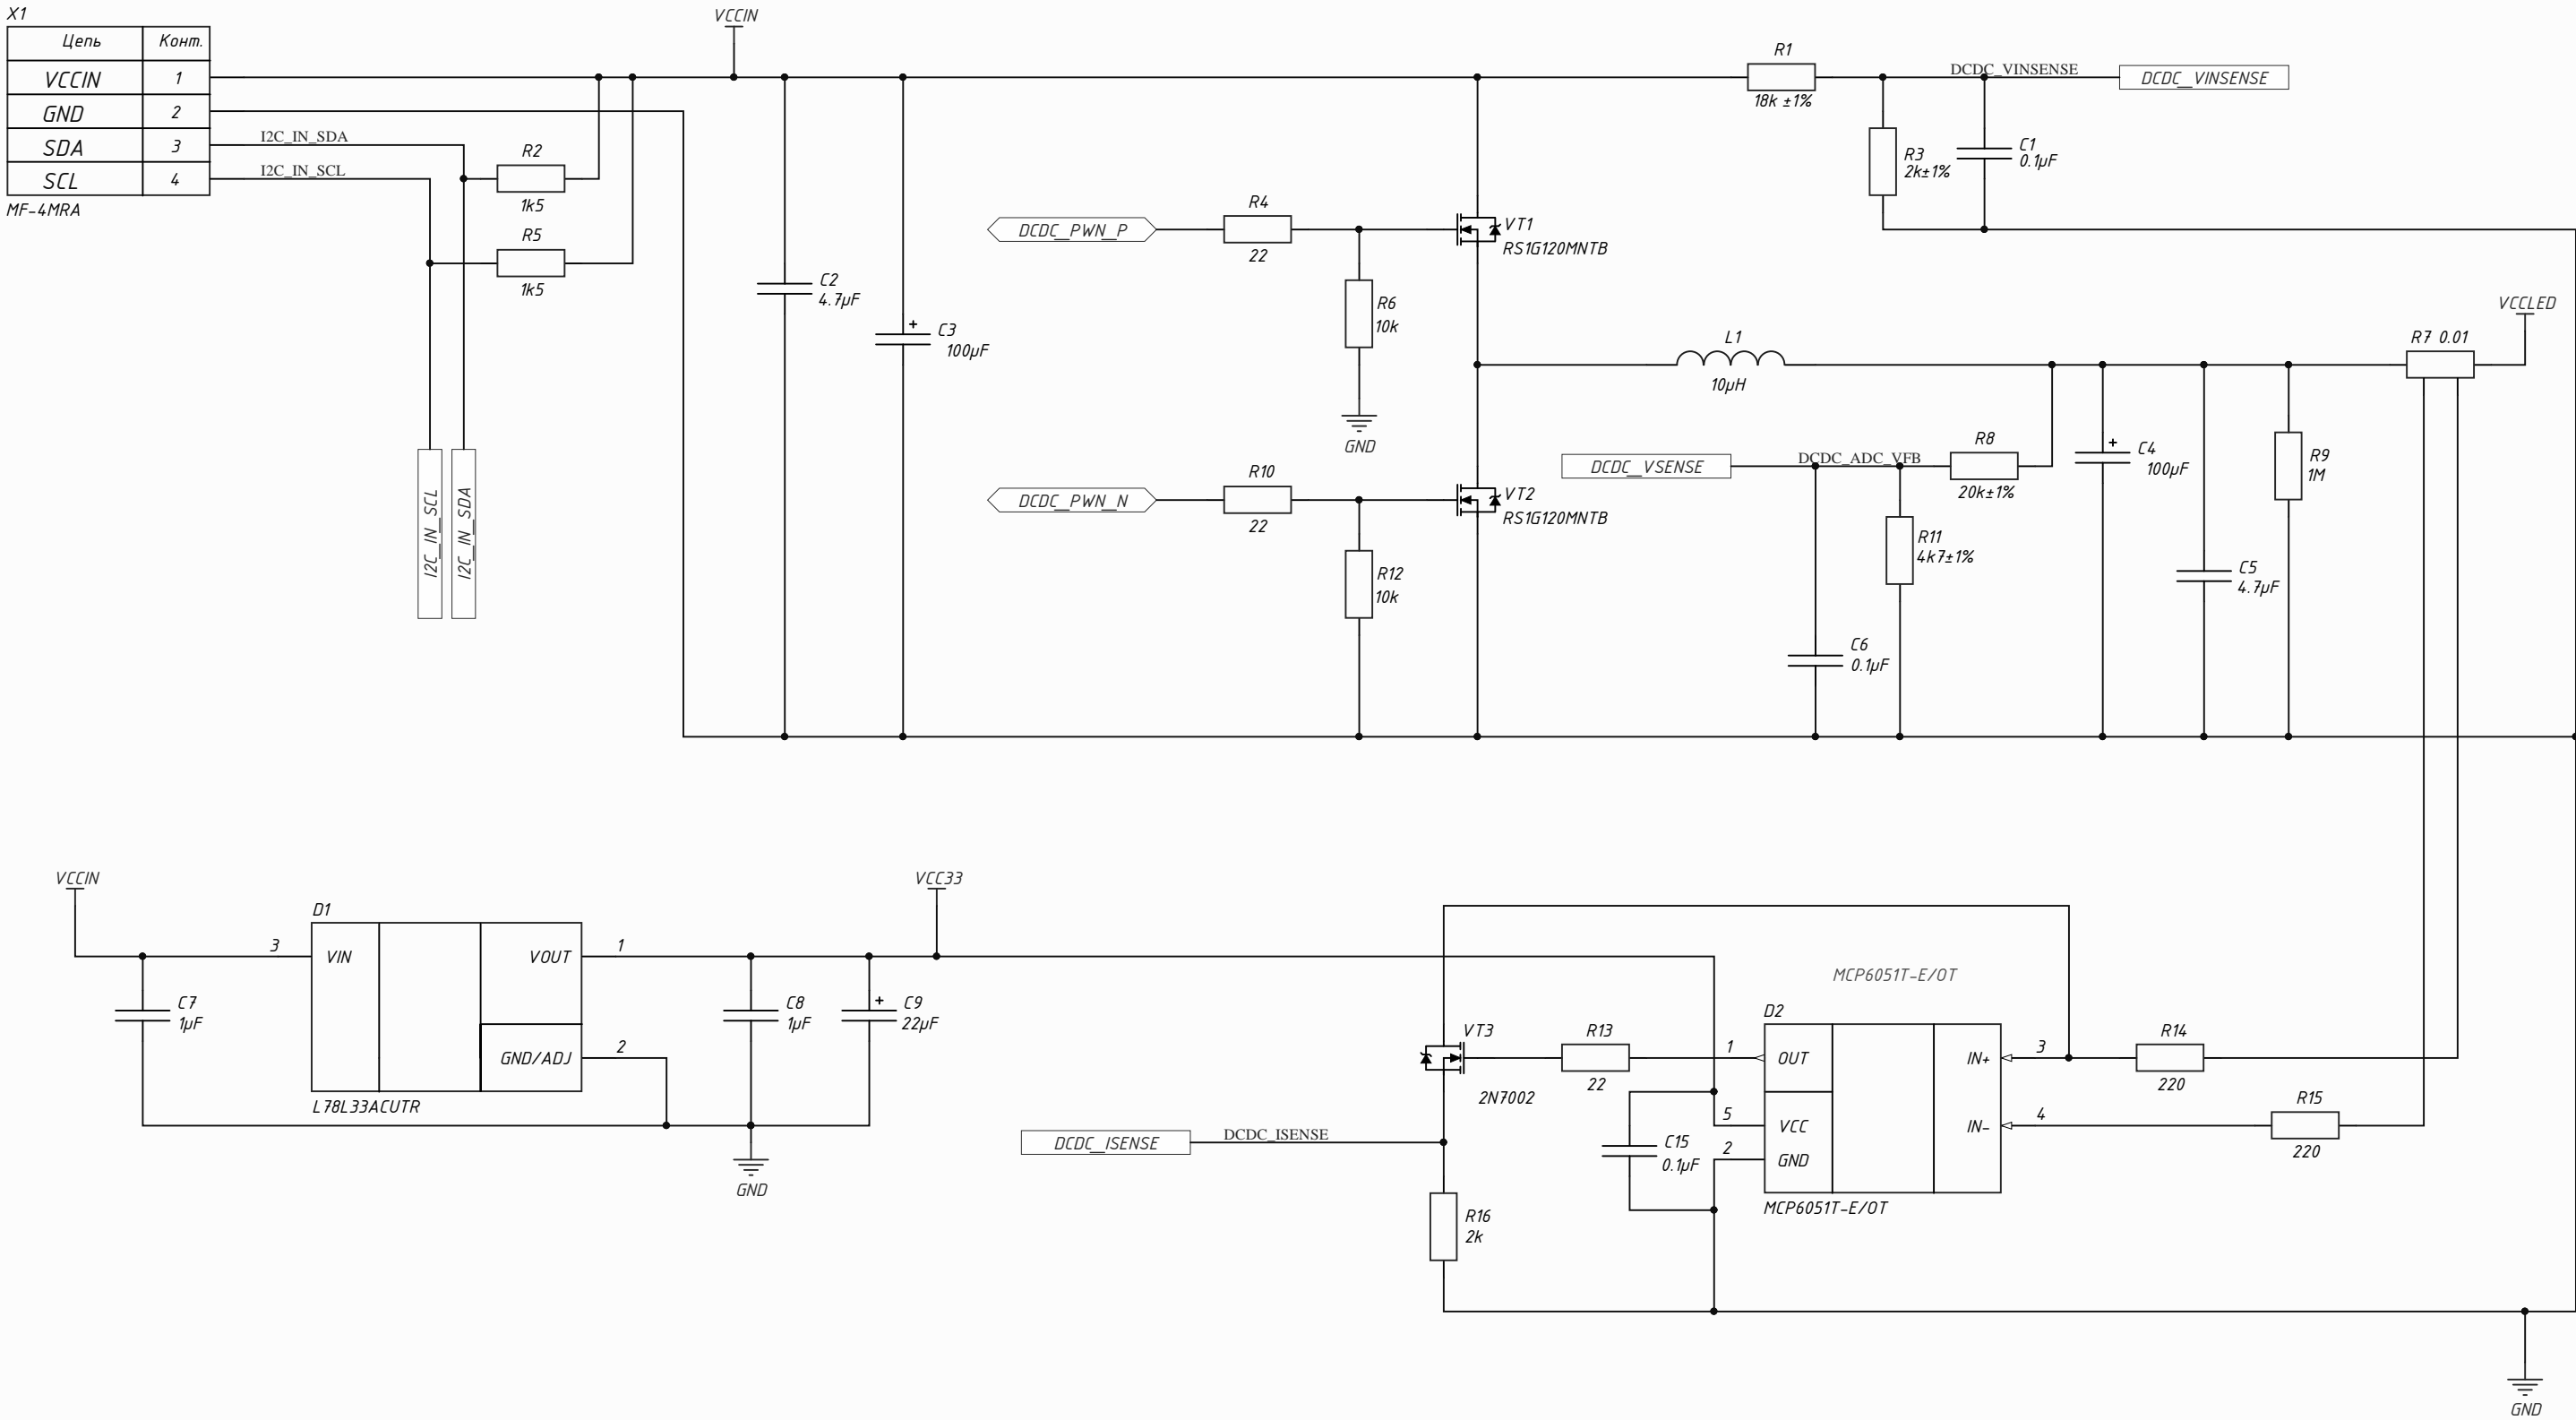 X1
Цепь Конт.
VCCIN 1
GND 2
SDA 3
SCL 4
MF-4MRA
I2C_IN_SDA
I2C_IN_SCL
R2
1k5
R5
1k5
I2C_IN_SCL
I2C_IN_SDA
VCCIN
C2
4.7µF
C3
100µF
DCDC_PWN_P
R4
22
R6
10k
GND
VT1
RS1G120MNTB
DCDC_PWN_N
R10
22
R12
10k
VT2
RS1G120MNTB
R1
18k ±1%
DCDC_VINSENSE
DCDC_VINSENSE
R3
2k±1%
C1
0.1µF
L1
10µH
VCCLED
R7 0.01
DCDC_VSENSE
DCDC_ADC_VFB
R8
20k±1%
R11
4k7±1%
C6
0.1µF
C4
100µF
C5
4.7µF
R9
1M
VCCIN
C7
1µF
D1
3
VIN
VOUT
1
GND/ADJ
2
L78L33ACUTR
C8
1µF
C9
22µF
VCC33
GND
DCDC_ISENSE
DCDC_ISENSE
VT3
2N7002
R13
22
R16
2k
C15
0.1µF
MCP6051T-E/OT
D2
1
OUT
5
VCC
2
GND
IN+
3
IN-
4
MCP6051T-E/OT
R14
220
R15
220
GND